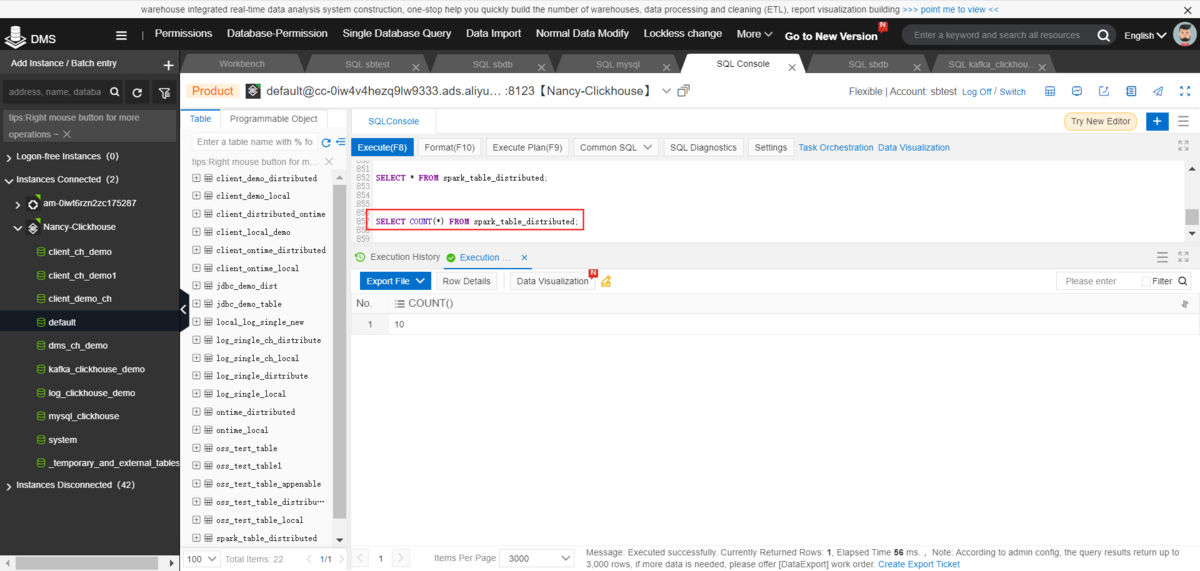 warehouse integrated real-time data analysis system construction, one-stop help you quickly build the number of warehouses, data processing and cleaning (ETL), report visualization building >>> point me to view <<
DMS
Permissions Database-Permission Single Database Query Data Import Normal Data Modify Lockless change More Go to New Version N
Enter a keyword and search all resources English
Add Instance / Batch entry
Workbench SQL sbtest SQL sbdb SQL mysql SQL Console SQL sbdb SQL kafka_clickhou...
address, name, databa
Product default@cc-0iw4v4hezq9lw9333.ads.aliyu... :8123【Nancy-Clickhouse】
Flexible | Account: sbtest Log Off / Switch
tips:Right mouse button for more
operations ~
Logon-free Instances (0)
Instances Connected (2)
am-0iwl6rzn2zc175287
Nancy-Clickhouse
client_ch_demo
client_ch_demo1
client_demo_ch
default
dms_ch_demo
kafka_clickhouse_demo
log_clickhouse_demo
mysql_clickhouse
system
_temporary_and_external_tables
Instances Disconnected (42)
Table Programmable Object
Enter a table name with % fo
tips:Right mouse button for m...
client_demo_distributed
client_demo_local
client_distributed_ontime
client_local_demo
client_ontime_distributed
client_ontime_local
jdbc_demo_dist
jdbc_demo_table
local_log_single_new
log_single_ch_distribute
log_single_ch_local
log_single_distribute
log_single_local
ontime_distributed
ontime_local
oss_test_table
oss_test_table1
oss_test_table_appenable
oss_test_table_distribu...
oss_test_table_local
spark_table_distributed
100 Total Items: 22 1/1
SQLConsole
Try New Editor
Execute(F8) Format(F10) Execute Plan(F9) Common SQL SQL Diagnostics Settings Task Orchestration Data Visualization
851
852 SELECT * FROM spark_table_distributed;
853
854
855
857 SELECT COUNT(*) FROM spark_table_distributed;
859
Execution History Execution ...
Export File Row Details Data Visualization N
Please enter Filter
No. COUNT()
1 10
1 Items Per Page 3000
Message: Executed successfully. Currently Returned Rows: 1, Elapsed Time 56 ms. , Note: According to admin config, the query results return up to
3,000 rows, if more data is needed, please offer [DataExport] work order. Create Export Ticket